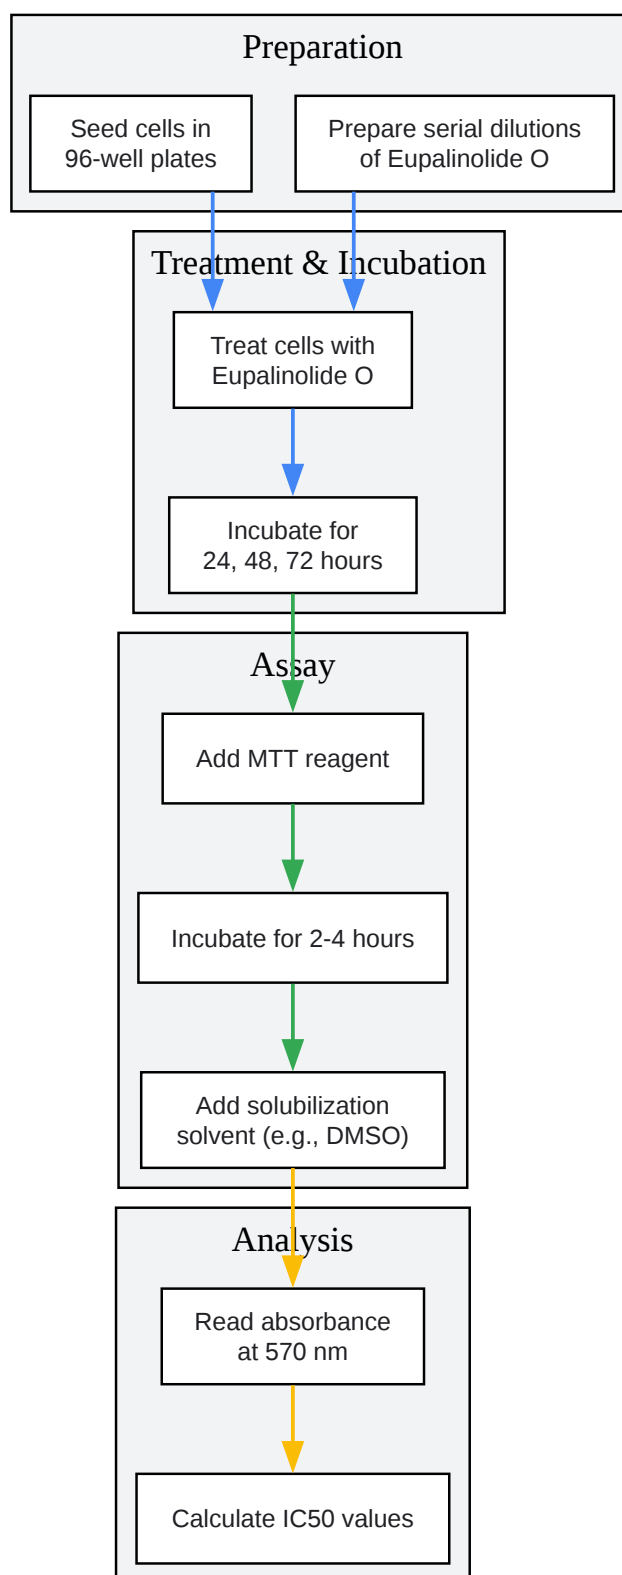 Preparation
Seed cells in
96-well plates
Prepare serial dilutions
of Eupalinolide O
Treatment & Incubation
Treat cells with
Eupalinolide O
Incubate for
24, 48, 72 hours
Assay
Add MTT reagent
Incubate for 2-4 hours
Add solubilization
solvent (e.g., DMSO)
Analysis
Read absorbance
at 570 nm
Calculate IC50 values